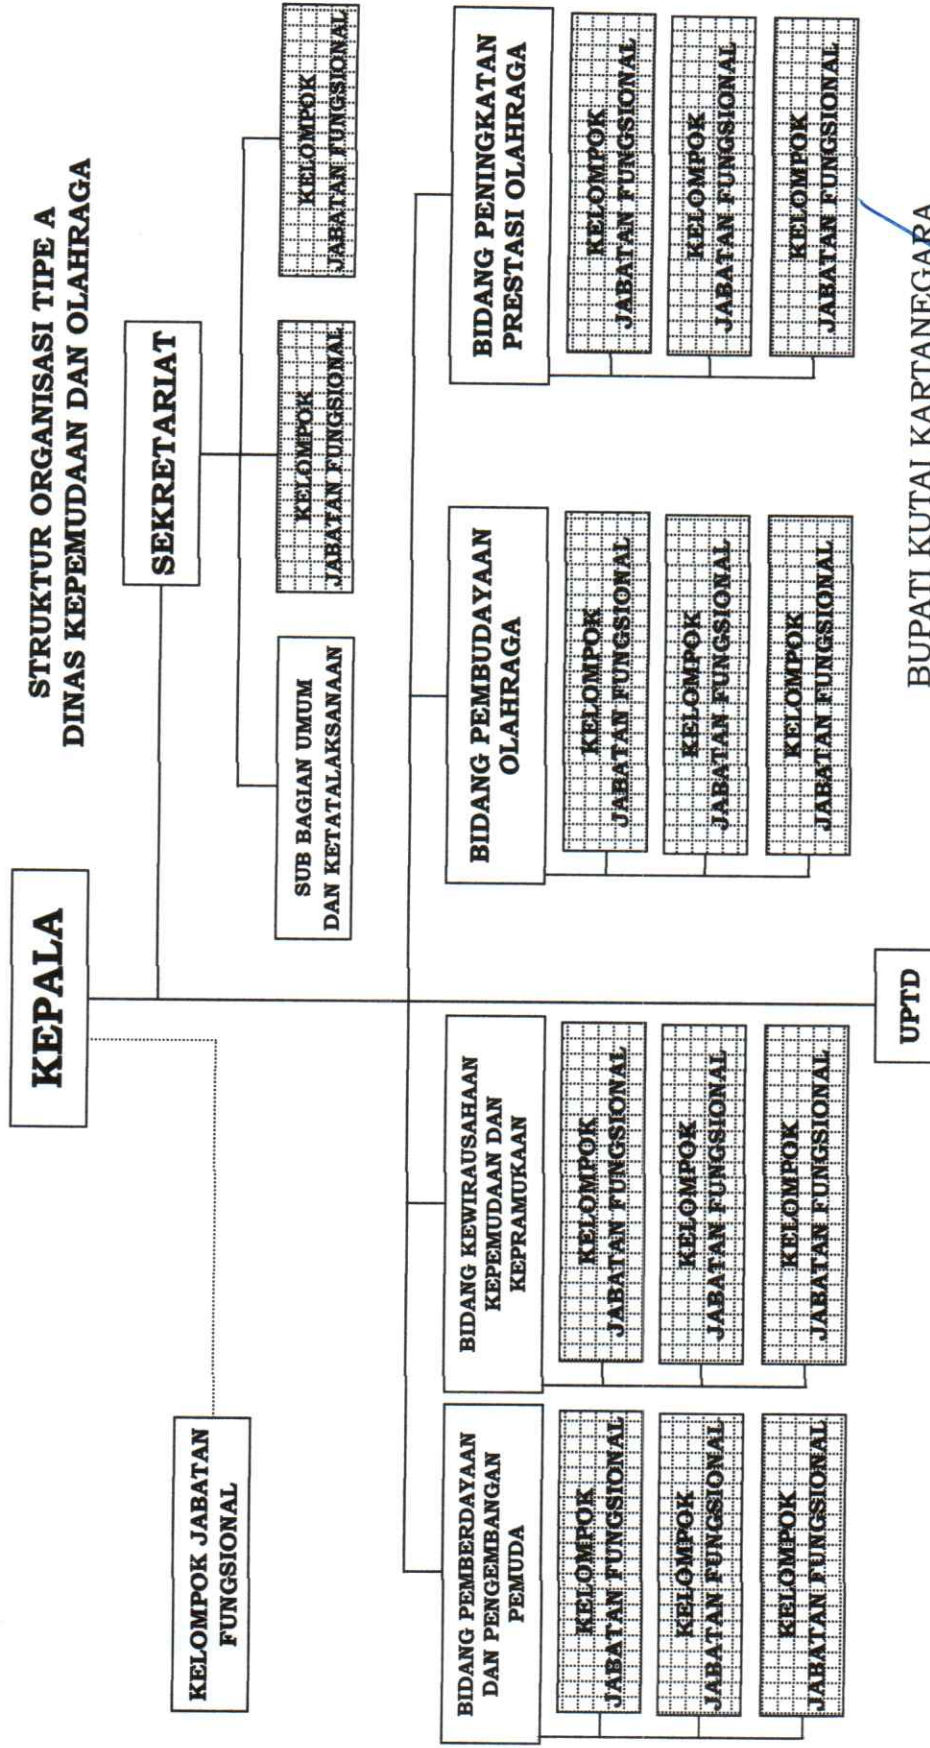 STRUKTUR ORGANISASI TIPE A
DINAS KEPEMUDAAN DAN OLAHRAGA
KEPALA
SEKRETARIAT
KELOMPOK JABATAN
FUNGSIONAL
SUB BAGIAN UMUM
DAN KETATALAKSANAAN
KELOMPOK
JABATAN FUNGSIONAL
KELOMPOK
JABATAN FUNGSIONAL
BIDANG PEMBERDAYAAN
DAN PENGEMBANGAN
PEMUDA
KELOMPOK
JABATAN FUNGSIONAL
KELOMPOK
JABATAN FUNGSIONAL
KELOMPOK
JABATAN FUNGSIONAL
BIDANG KEWIRAUSAHAAN
KEPEMUDAAN DAN
KEPRAMUKAAN
KELOMPOK
JABATAN FUNGSIONAL
KELOMPOK
JABATAN FUNGSIONAL
KELOMPOK
JABATAN FUNGSIONAL
BIDANG PEMBUDAYAAN
OLAHRAGA
KELOMPOK
JABATAN FUNGSIONAL
KELOMPOK
JABATAN FUNGSIONAL
KELOMPOK
JABATAN FUNGSIONAL
BIDANG PENINGKATAN
PRESTASI OLAHRAGA
KELOMPOK
JABATAN FUNGSIONAL
KELOMPOK
JABATAN FUNGSIONAL
KELOMPOK
JABATAN FUNGSIONAL
UPTD
BUPATI KUTAI KARTANEGARA